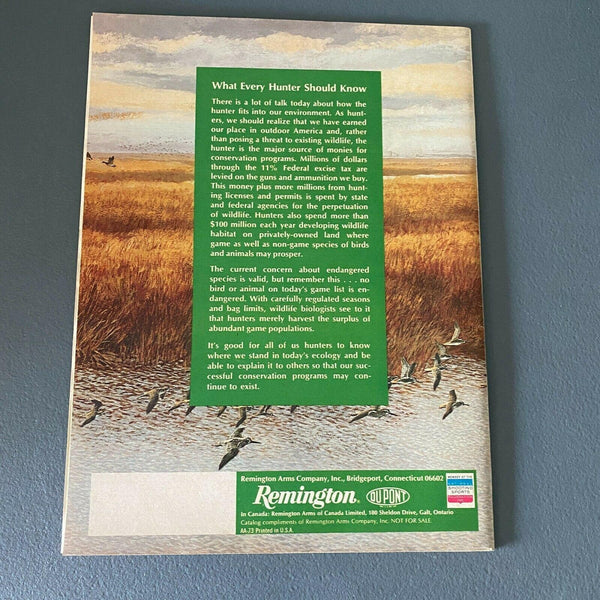 What Every Hunter Should Know
There is a lot of talk today about how the
hunter fits into our environment. As hunt-
ers, we should realize that we have earned
our place in outdoor America and, rather
than posing a threat to existing wildlife, the
hunter is the major source of monies for
conservation programs. Millions of dollars
through the 11% Federal excise tax are
levied on the guns and ammunition we buy.
This money plus more millions from hunt-
ing licenses and permits is spent by state
and federal agencies for the perpetuation
of wildlife. Hunters also spend more than
$100 million each year developing wildlife
habitat on privately-owned land where
game as well as non-game species of birds
and animals may prosper.
The current concern about endangered
species is valid, but remember this . . . no
bird or animal on today's game list is en-
dangered. With carefully regulated seasons
and bag limits, wildlife biologists see to it
that hunters merely harvest the surplus of
abundant game populations.
It's good for all of us hunters to know
where we stand in today's ecology and be
able to explain it to others so that our suc-
cessful conservation programs may con-
tinue to exist.
Remington Arms Company, Inc., Bridgeport, Connecticut 06602
Remington® DU PONT
In Canada: Remington Arms of Canada Limited, 180 Sheldon Drive, Galt, Ontario
Catalog compliments of Remington Arms Company, Inc. NOT FOR SALE.
AA-73 Printed in U.S.A.
SHOOTING
SPORTS